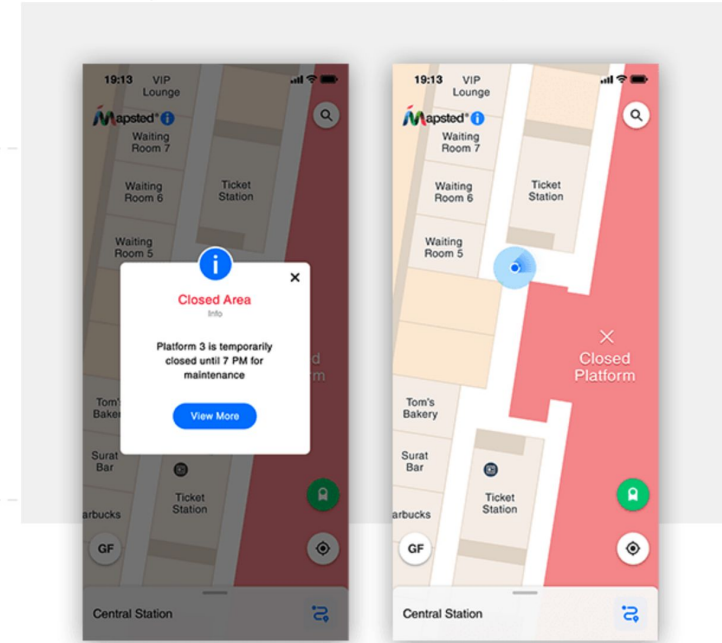 19:13
VIP
Lounge
Mapsted®
Waiting
Room 7
Waiting
Room 6
Ticket
Station
Waiting
Room 5
Closed Area
Info
Platform 3 is temporarily
closed until 7 PM for
maintenance
View More
d
rm
Tom's
Baker
Surat
Bar
Ticket
Station
arbucks
GF
Central Station
19:13
VIP
Lounge
Mapsted®
Waiting
Room 7
Waiting
Room 6
Ticket
Station
Waiting
Room 5
Closed
Platform
Tom's
Bakery
Surat
Bar
Ticket
Station
arbucks
GF
Central Station